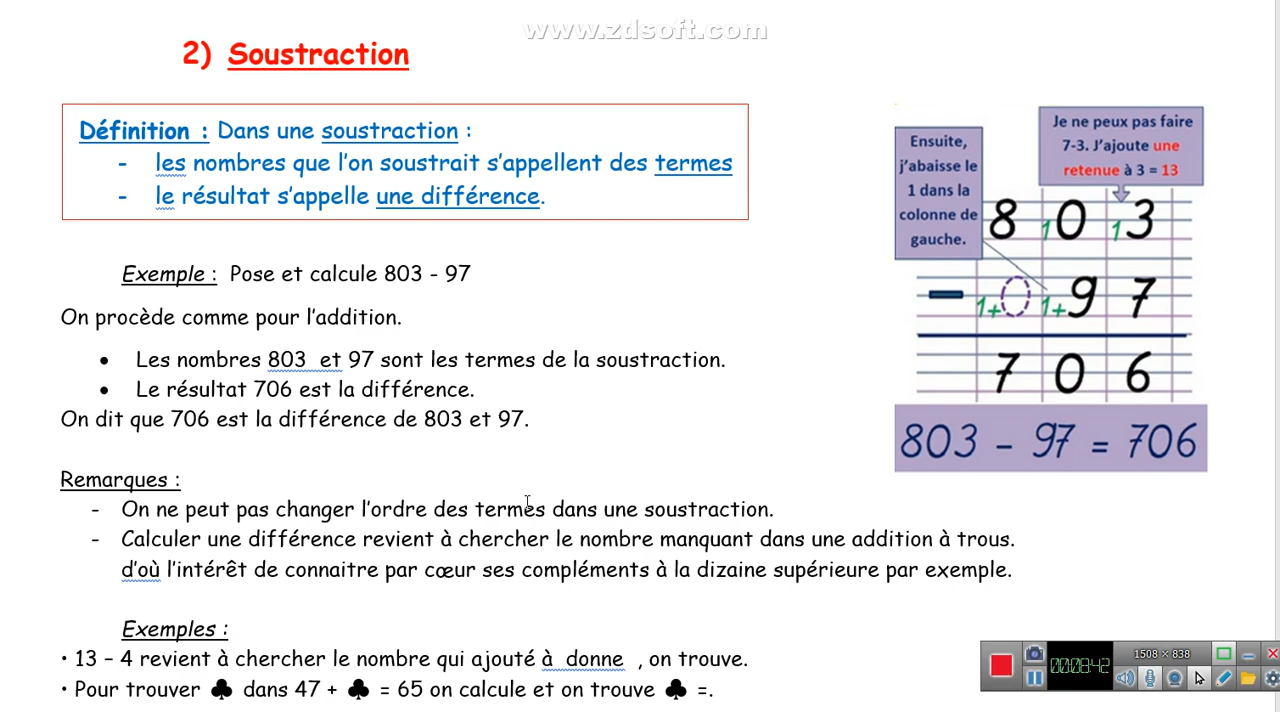 www.zdsoft.com
2) Soustraction
Définition : Dans une soustraction :
- les nombres que l'on soustrait s'appellent des termes
- le résultat s'appelle une différence.
Exemple : Pose et calcule 803 - 97
On procède comme pour l'addition.
• Les nombres 803 et 97 sont les termes de la soustraction.
• Le résultat 706 est la différence.
On dit que 706 est la différence de 803 et 97.
Remarques :
- On ne peut pas changer l'ordre des termes dans une soustraction.
- Calculer une différence revient à chercher le nombre manquant dans une addition à trous.
d'où l'intérêt de connaitre par cœur ses compléments à la dizaine supérieure par exemple.
Exemples :
• 13 – 4 revient à chercher le nombre qui ajouté à donne , on trouve.
• Pour trouver ♣ dans 47 + ♣ = 65 on calcule et on trouve ♣ =.
Ensuite,
j'abaisse le
1 dans la
colonne de
gauche.
Je ne peux pas faire
7-3. J'ajoute une
retenue à 3 = 13
8 1 0 1 3
- 1+ 0 1+ 9 7
7 0 6
803 - 97 = 706
1508 × 838
00:08:42